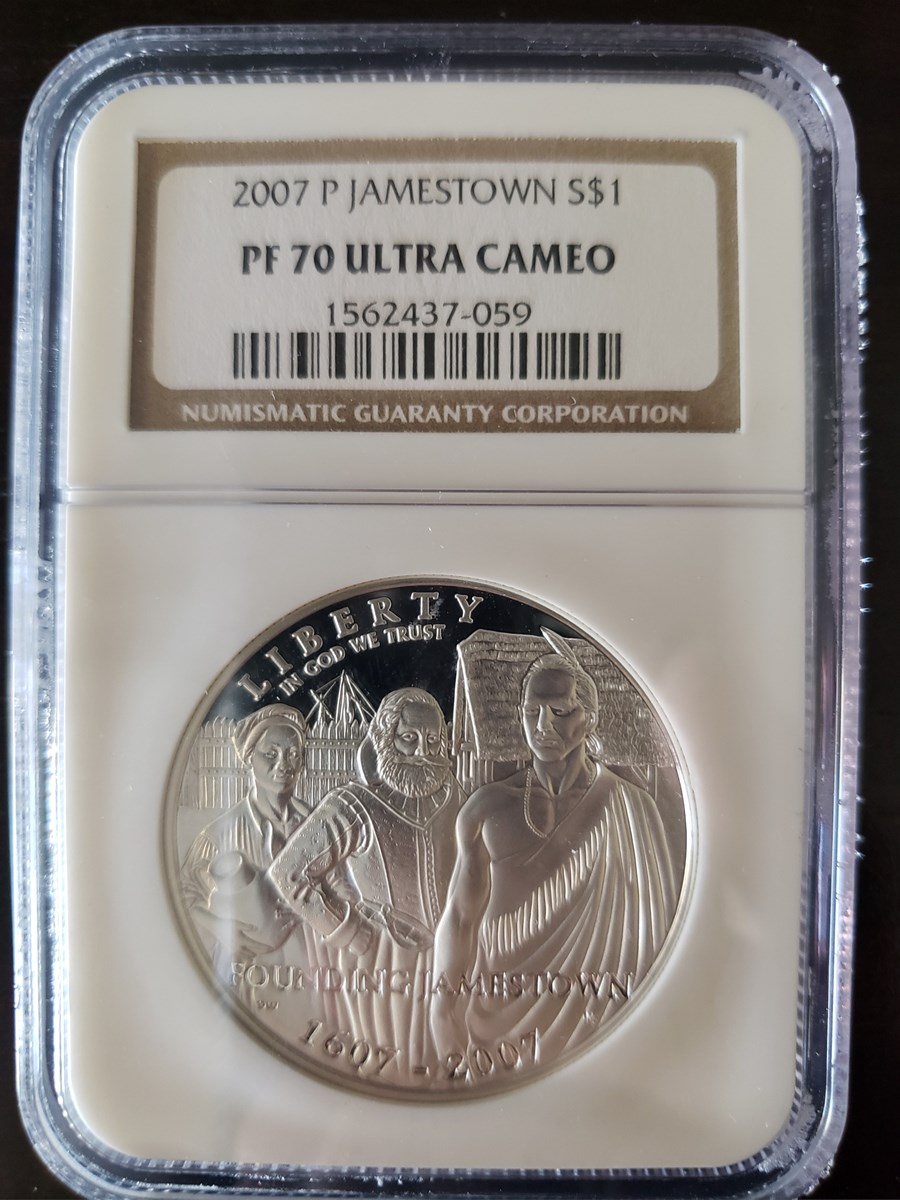 2007 P JAMESTOWN S$1
PF 70 ULTRA CAMEO
1562437-059
NUMISMATIC GUARANTY CORPORATION
LIBERTY
IN GOD WE TRUST
FOUNDING JAMESTOWN
1607 - 2007